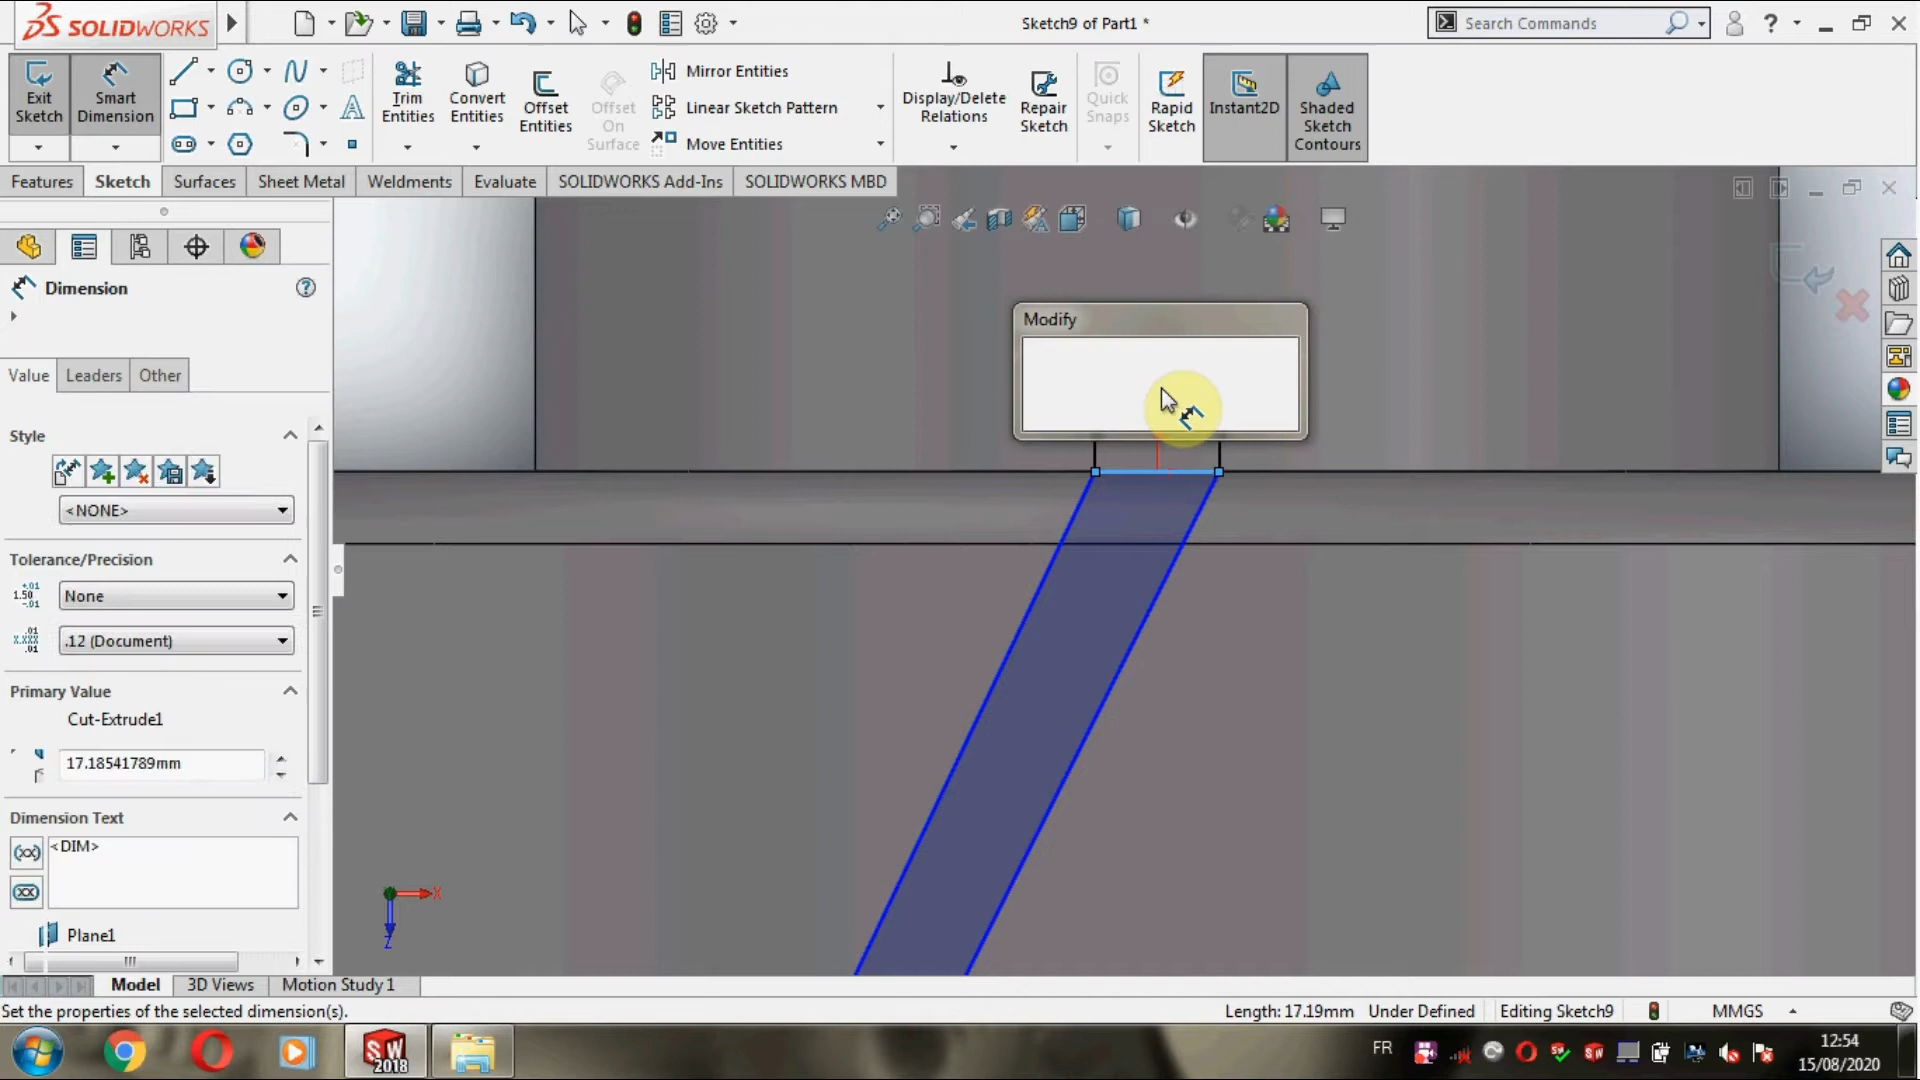 SOLIDWORKS
Sketch9 of Part1 *
Search Commands
Exit Sketch
Smart Dimension
Trim Entities
Convert Entities
Offset Entities
Offset On Surface
Mirror Entities
Linear Sketch Pattern
Move Entities
Display/Delete Relations
Repair Sketch
Quick Snaps
Rapid Sketch
Instant2D
Shaded Sketch Contours
Features
Sketch
Surfaces
Sheet Metal
Weldments
Evaluate
SOLIDWORKS Add-Ins
SOLIDWORKS MBD
Dimension
Modify
Value
Leaders
Other
Style
<NONE>
Tolerance/Precision
None
.12 (Document)
Primary Value
Cut-Extrude1
17.18541789mm
Dimension Text
<DIM>
Plane1
X
Z
Model
3D Views
Motion Study 1
Set the properties of the selected dimension(s).
Length: 17.19mm
Under Defined
Editing Sketch9
MMGS
SW
2018
FR
12:54
15/08/2020